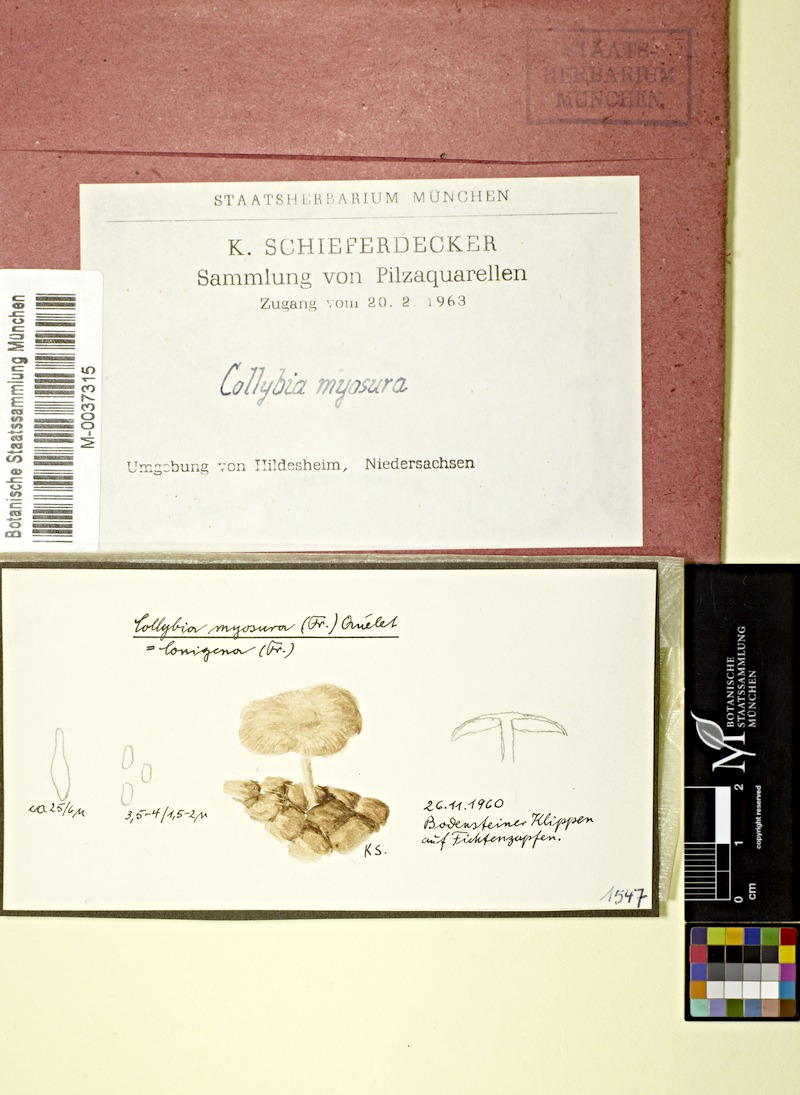 STAATS-
HERBARIUM
MÜNCHEN
STAATSHERBARIUM MÜNCHEN
K. SCHIEFERDECKER
Sammlung von Pilzaquarellen
Zugang vom 20. 2. 1963
Collybia myosura
Umgebung von Hildesheim, Niedersachsen
Botanische Staatssammlung München
M-0037315
Collybia myosura (Fr.) Quélet
= conigena (Fr.)
ca 25/6 µ
3,5-4/1,5-2 µ
26.11.1960
Bodensteiner Klippen
auf Fichtenzapfen.
KS.
1547
BOTANISCHE
STAATSSAMMLUNG
MÜNCHEN
copyright reserved
0 1 2
cm